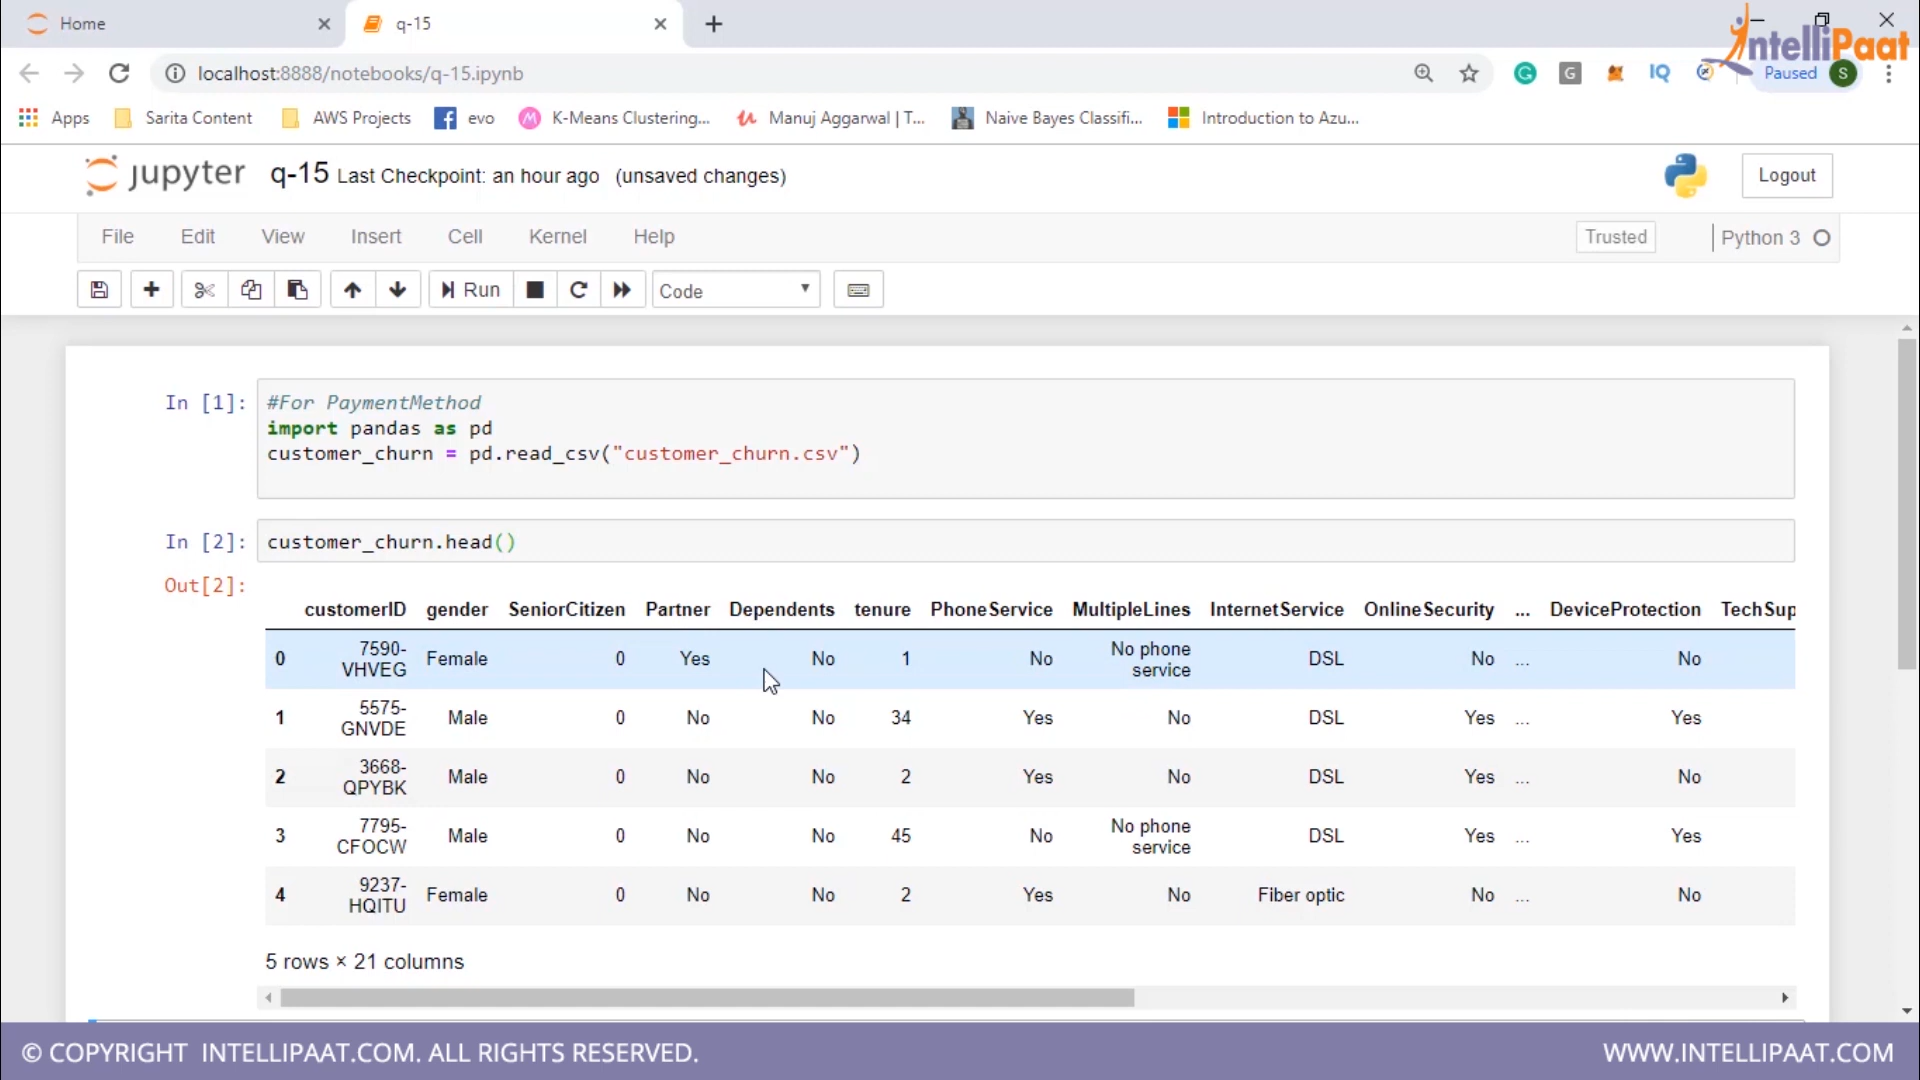 Home
q-15
IntelliPaat
localhost:8888/notebooks/q-15.ipynb
G
IQ
Paused
S
Apps
Sarita Content
AWS Projects
evo
K-Means Clustering...
Manuj Aggarwal | T...
Naive Bayes Classifi...
Introduction to Azu...
jupyter q-15 Last Checkpoint: an hour ago (unsaved changes)
Logout
File Edit View Insert Cell Kernel Help
Trusted
Python 3
Run
Code
In [1]: #For PaymentMethod
import pandas as pd
customer_churn = pd.read_csv("customer_churn.csv")
In [2]: customer_churn.head()
Out[2]:
customerID gender SeniorCitizen Partner Dependents tenure PhoneService MultipleLines InternetService OnlineSecurity ... DeviceProtection TechSup
0 7590-VHVEG Female 0 Yes No 1 No No phone service DSL No ... No
1 5575-GNVDE Male 0 No No 34 Yes No DSL Yes ... Yes
2 3668-QPYBK Male 0 No No 2 Yes No DSL Yes ... No
3 7795-CFOCW Male 0 No No 45 No No phone service DSL Yes ... Yes
4 9237-HQITU Female 0 No No 2 Yes No Fiber optic No ... No
5 rows × 21 columns
© COPYRIGHT INTELLIPAAT.COM. ALL RIGHTS RESERVED.
WWW.INTELLIPAAT.COM